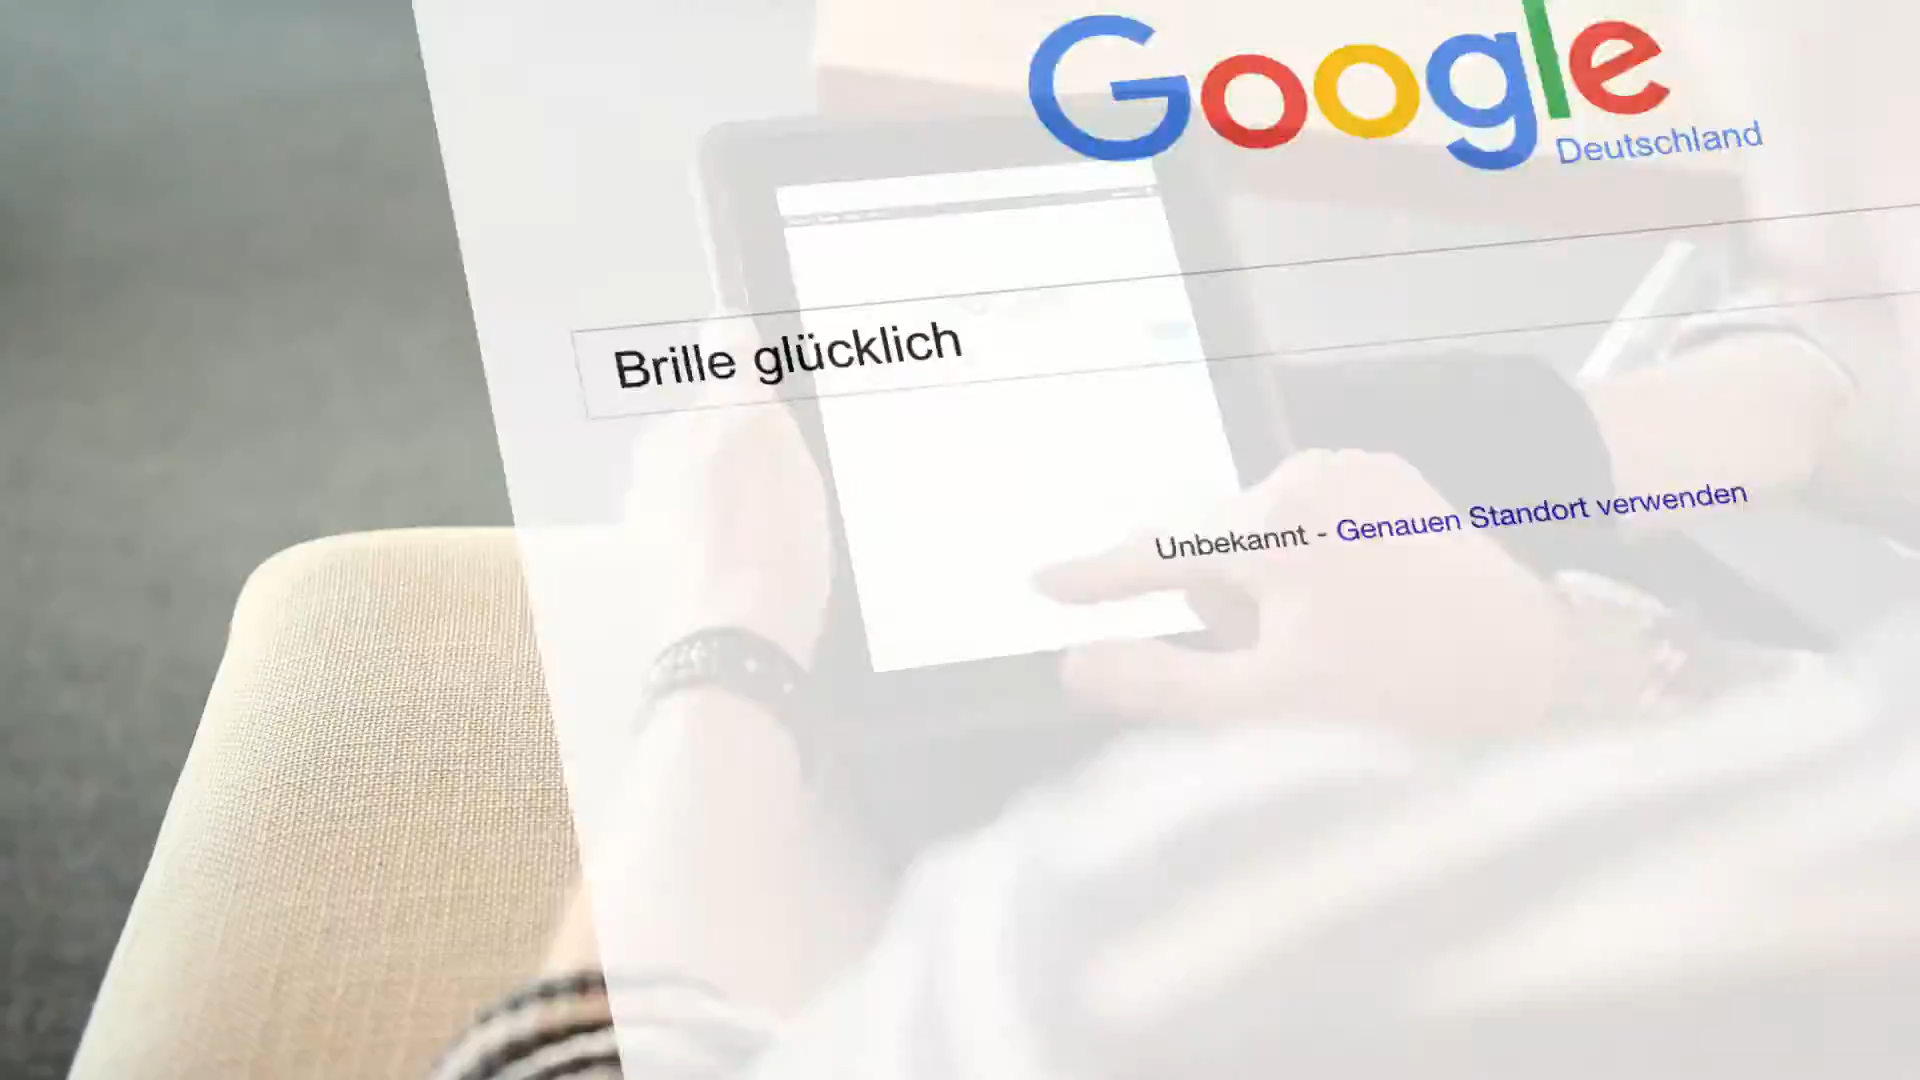 Google
Deutschland
Brille glücklich
Unbekannt - Genauen Standort verwenden